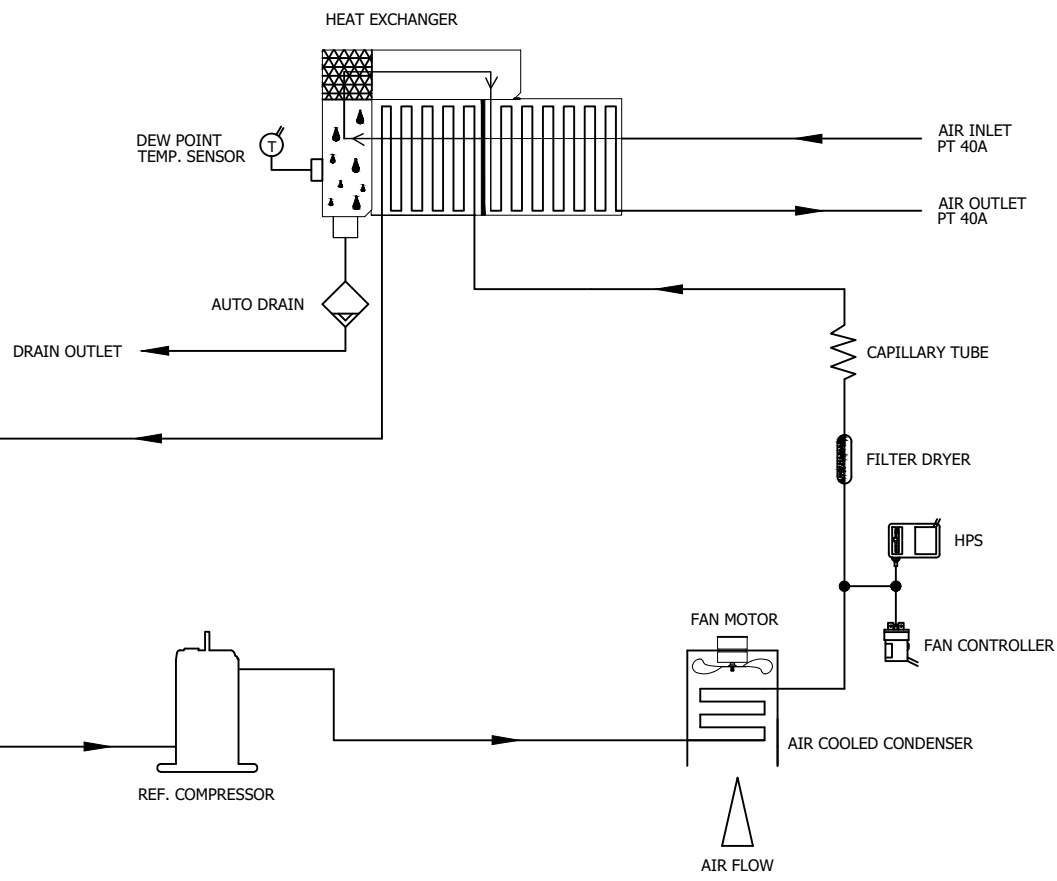 HEAT EXCHANGER
DEW POINT
TEMP. SENSOR
T
AIR INLET
PT 40A
AIR OUTLET
PT 40A
AUTO DRAIN
DRAIN OUTLET
CAPILLARY TUBE
FILTER DRYER
HPS
FAN MOTOR
FAN CONTROLLER
AIR COOLED CONDENSER
REF. COMPRESSOR
AIR FLOW